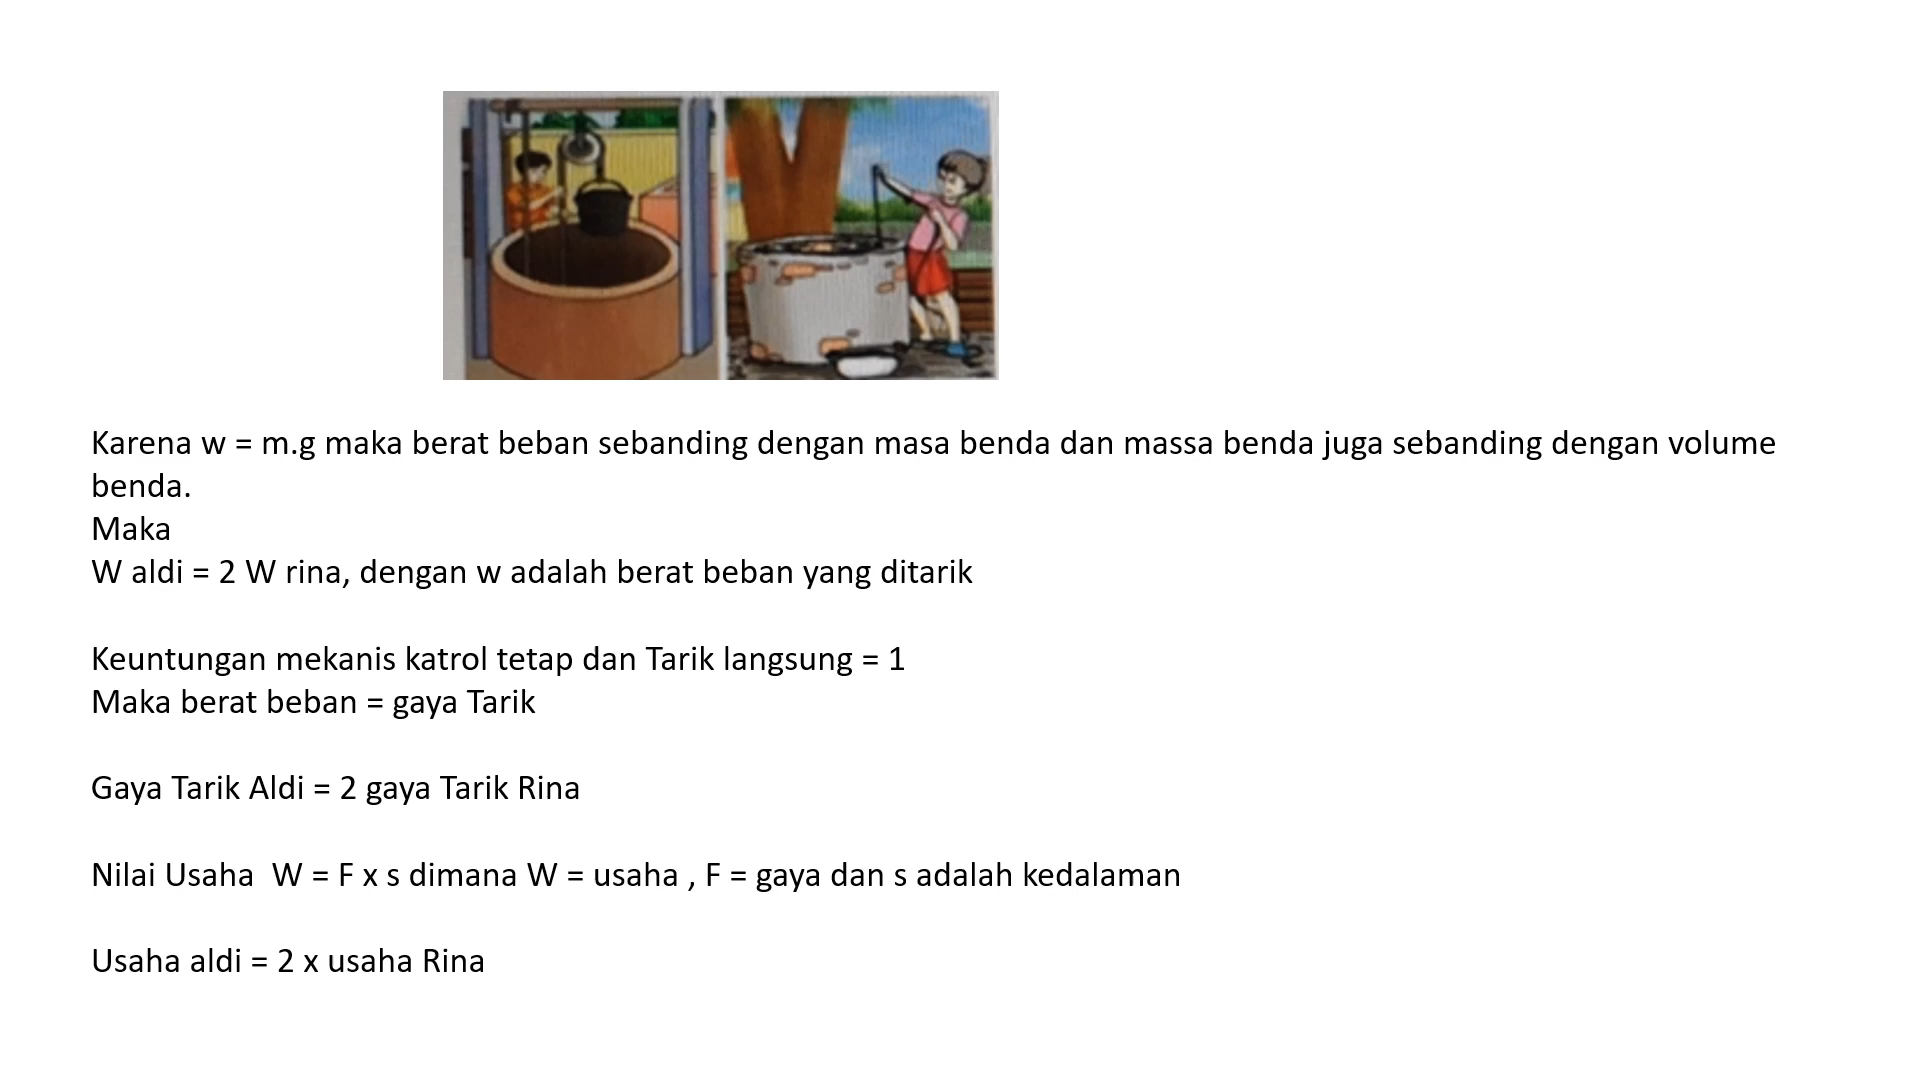 Karena w = m.g maka berat beban sebanding dengan masa benda dan massa benda juga sebanding dengan volume
benda.
Maka
W aldi = 2 W rina, dengan w adalah berat beban yang ditarik
Keuntungan mekanis katrol tetap dan Tarik langsung = 1
Maka berat beban = gaya Tarik
Gaya Tarik Aldi = 2 gaya Tarik Rina
Nilai Usaha  W = F x s dimana W = usaha , F = gaya dan s adalah kedalaman
Usaha aldi = 2 x usaha Rina